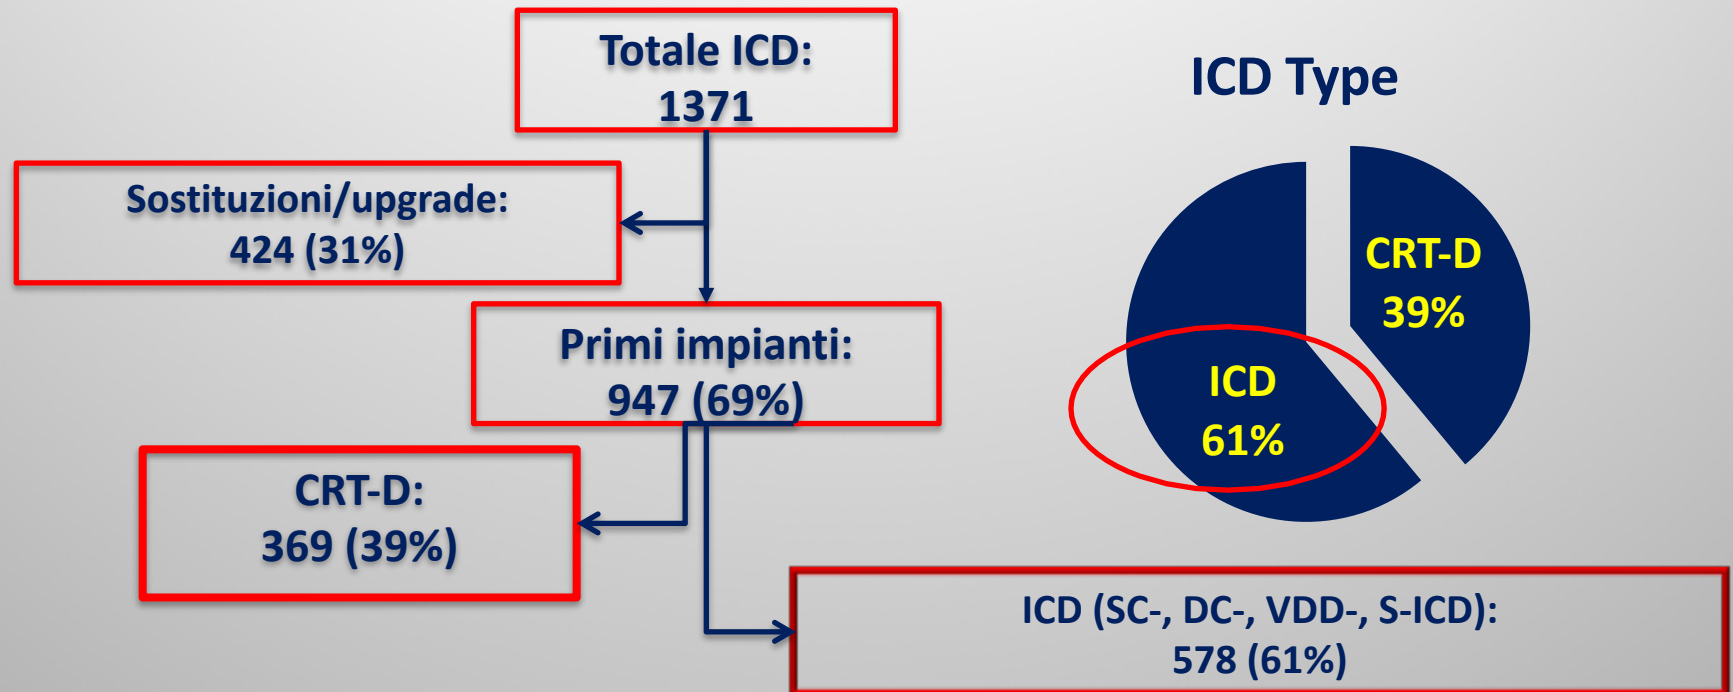 Totale ICD:
1371
Sostituzioni/upgrade:
424 (31%)
Primi impianti:
947 (69%)
CRT-D:
369 (39%)
ICD (SC-, DC-, VDD-, S-ICD):
578 (61%)
ICD Type
CRT-D
39%
ICD
61%